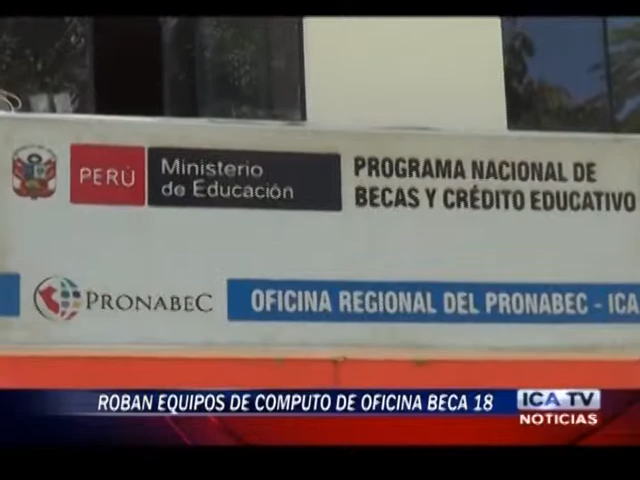 PERÚ
Ministerio
de Educación
PROGRAMA NACIONAL DE
BECAS Y CRÉDITO EDUCATIVO
PRONABEC
OFICINA REGIONAL DEL PRONABEC - ICA
ROBAN EQUIPOS DE COMPUTO DE OFICINA BECA 18
ICA TV
NOTICIAS